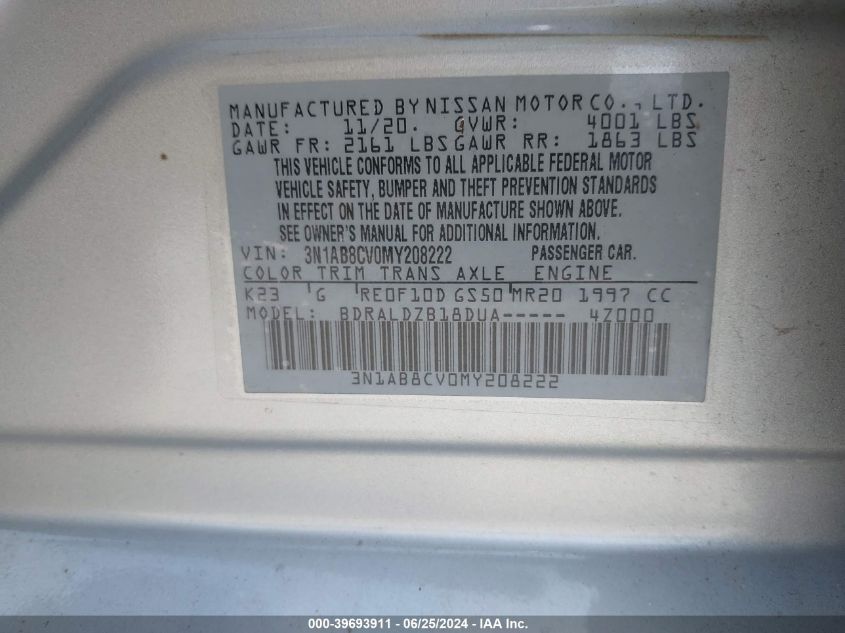 MANUFACTURED BY NISSAN MOTOR CO., LTD.
DATE: 11/20. GVWR: 4001 LBS
GAWR FR: 2161 LBS GAWR RR: 1863 LBS
THIS VEHICLE CONFORMS TO ALL APPLICABLE FEDERAL MOTOR
VEHICLE SAFETY, BUMPER AND THEFT PREVENTION STANDARDS
IN EFFECT ON THE DATE OF MANUFACTURE SHOWN ABOVE.
SEE OWNER'S MANUAL FOR ADDITIONAL INFORMATION.
VIN: 3N1AB8CV0MY208222 PASSENGER CAR.
COLOR TRIM TRANS AXLE ENGINE
K23 G RE0F10D GS50 MR20 1997 CC
MODEL: BDRALDZB18DUA----- 4Z000
3N1AB8CV0MY208222
000-39693911 - 06/25/2024 - IAA Inc.